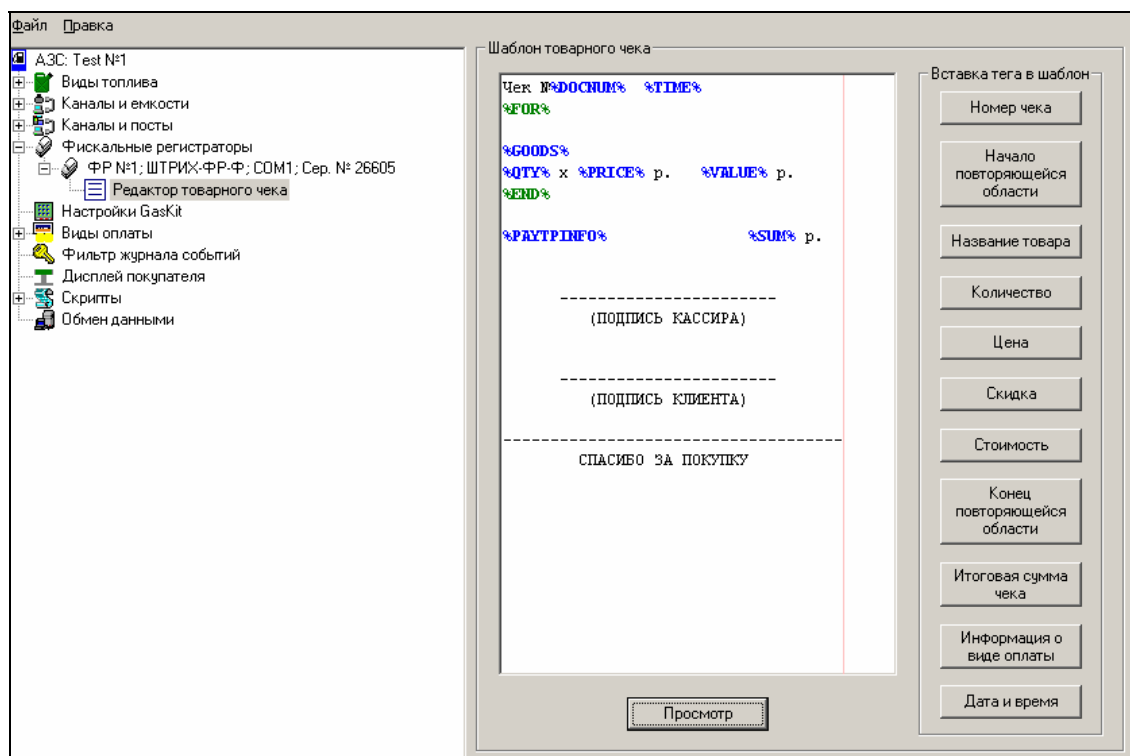 Файл Правка
АЗС: Test №1
Виды топлива
Каналы и емкости
Каналы и посты
Фискальные регистраторы
ФР №1; ШТРИХ-ФР-Ф; COM1; Сер. № 26605
Редактор товарного чека
Настройки GasKit
Виды оплаты
Фильтр журнала событий
Дисплей покупателя
Скрипты
Обмен данными
Шаблон товарного чека
Чек №%DOCNUM% %TIME%
%FOR%
%GOODS%
%QTY% x %PRICE% р. %VALUE% р.
%END%
%PAYTPINFO% %SUM% р.
-----------------------
(ПОДПИСЬ КАССИРА)
-----------------------
(ПОДПИСЬ КЛИЕНТА)
------------------------------------
СПАСИБО ЗА ПОКУПКУ
Просмотр
Вставка тега в шаблон
Номер чека
Начало
повторяющейся
области
Название товара
Количество
Цена
Скидка
Стоимость
Конец
повторяющейся
области
Итоговая сумма
чека
Информация о
виде оплаты
Дата и время